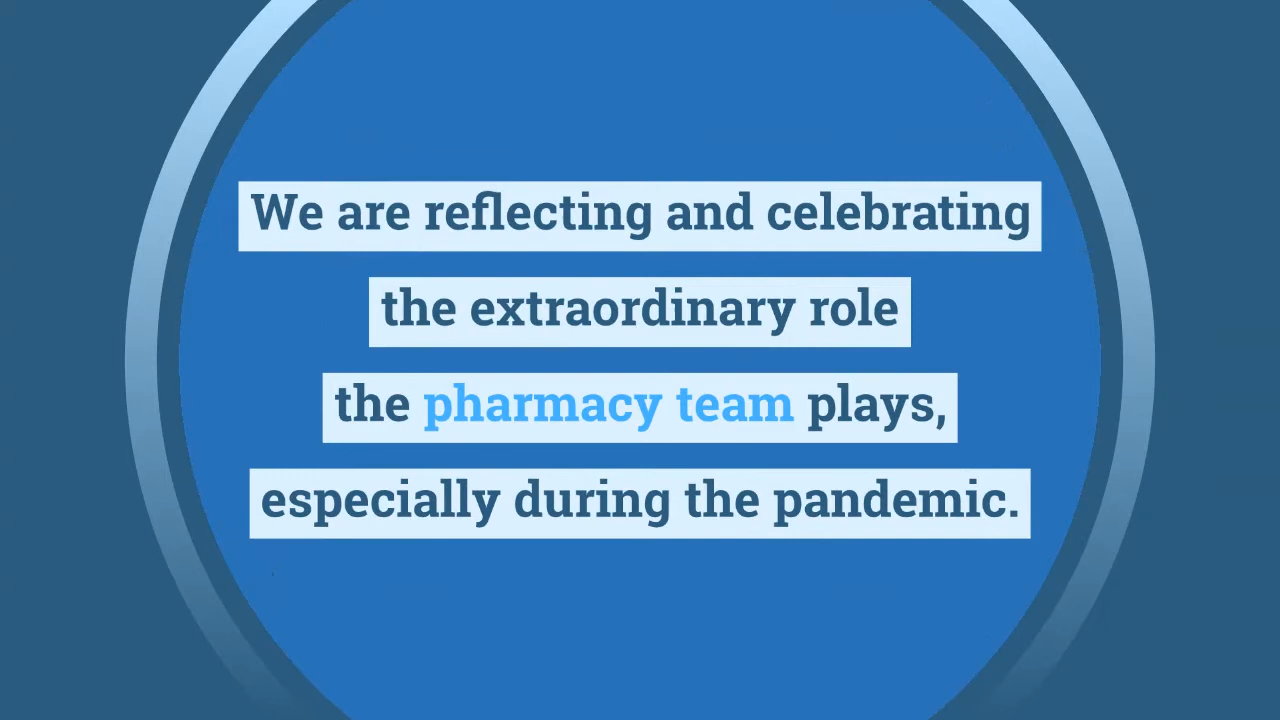 We are reflecting and celebrating
the extraordinary role
the pharmacy team plays,
especially during the pandemic.